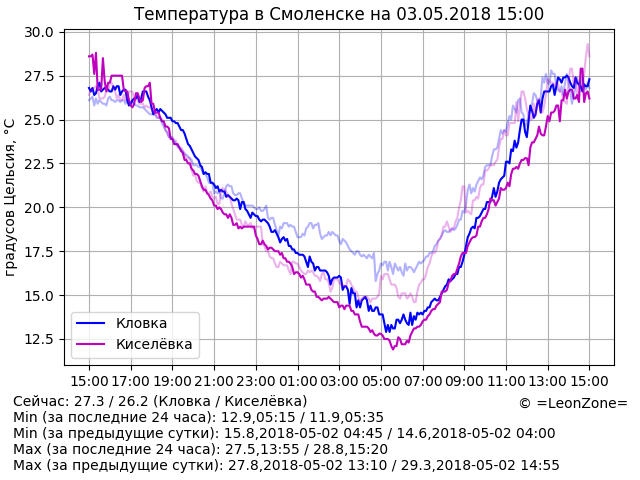 Температура в Смоленске на 03.05.2018 15:00
градусов Цельсия, °C
30.0
27.5
25.0
22.5
20.0
17.5
15.0
12.5
Кловка
Киселёвка
15:00 17:00 19:00 21:00 23:00 01:00 03:00 05:00 07:00 09:00 11:00 13:00 15:00
Сейчас: 27.3 / 26.2 (Кловка / Киселёвка)
© =LeonZone=
Min (за последние 24 часа): 12.9,05:15 / 11.9,05:35
Min (за предыдущие сутки): 15.8,2018-05-02 04:45 / 14.6,2018-05-02 04:00
Max (за последние 24 часа): 27.5,13:55 / 28.8,15:20
Max (за предыдущие сутки): 27.8,2018-05-02 13:10 / 29.3,2018-05-02 14:55